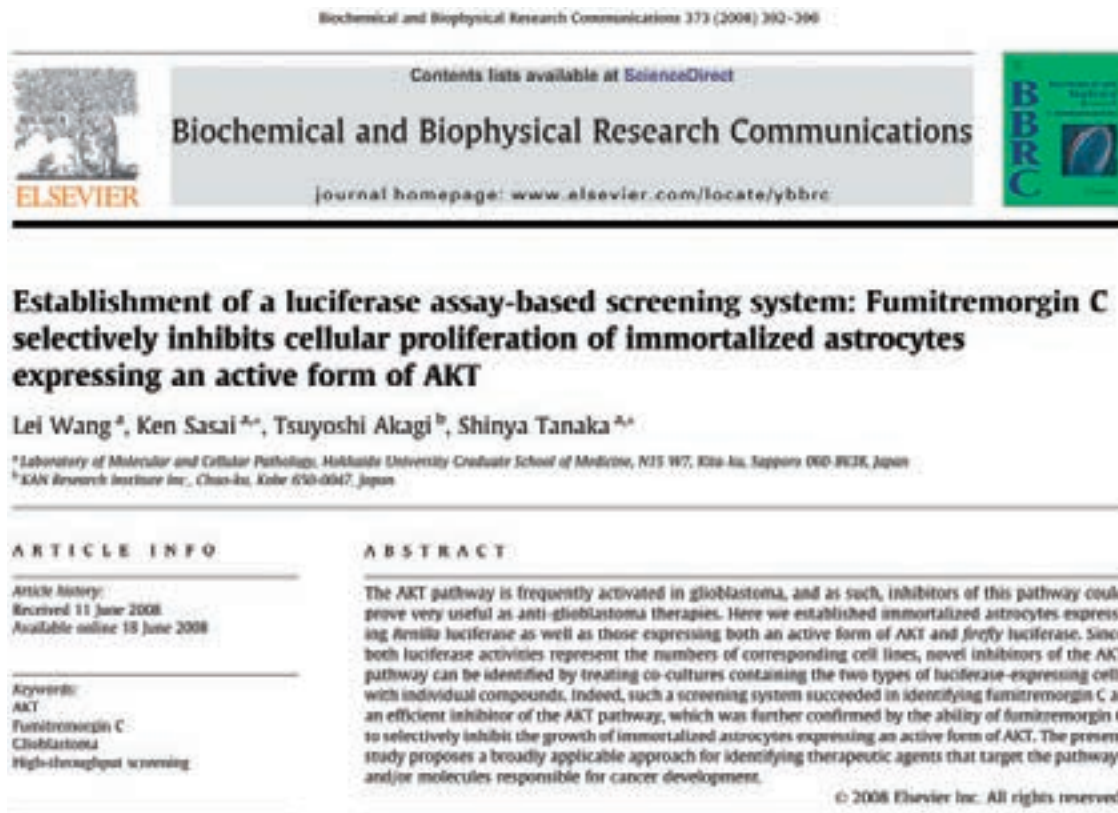 Biochemical and Biophysical Research Communications 373 (2008) 392–396
Contents lists available at ScienceDirect
Biochemical and Biophysical Research Communications
journal homepage: www.elsevier.com/locate/ybbrc
ELSEVIER
BBRC
Establishment of a luciferase assay-based screening system: Fumitremorgin C
selectively inhibits cellular proliferation of immortalized astrocytes
expressing an active form of AKT
Lei Wang a, Ken Sasai a,*, Tsuyoshi Akagi b, Shinya Tanaka a,*
a Laboratory of Molecular and Cellular Pathology, Hokkaido University Graduate School of Medicine, N15 W7, Kita-ku, Sapporo 060-8638, Japan
b KAN Research Institute Inc., Chuo-ku, Kobe 650-0047, Japan
ARTICLE INFO
Article history:
Received 11 June 2008
Available online 18 June 2008
Keywords:
AKT
Fumitremorgin C
Glioblastoma
High-throughput screening
ABSTRACT
The AKT pathway is frequently activated in glioblastoma, and as such, inhibitors of this pathway coul
prove very useful as anti-glioblastoma therapies. Here we established immortalized astrocytes expres
ing Renilla luciferase as well as those expressing both an active form of AKT and firefly luciferase. Sinc
both luciferase activities represent the numbers of corresponding cell lines, novel inhibitors of the AK
pathway can be identified by treating co-cultures containing the two types of luciferase-expressing cell
with individual compounds. Indeed, such a screening system succeeded in identifying fumitremorgin C
an efficient inhibitor of the AKT pathway, which was further confirmed by the ability of fumitremorgin
to selectively inhibit the growth of immortalized astrocytes expressing an active form of AKT. The presen
study proposes a broadly applicable approach for identifying therapeutic agents that target the pathway
and/or molecules responsible for cancer development.
© 2008 Elsevier Inc. All rights reserved